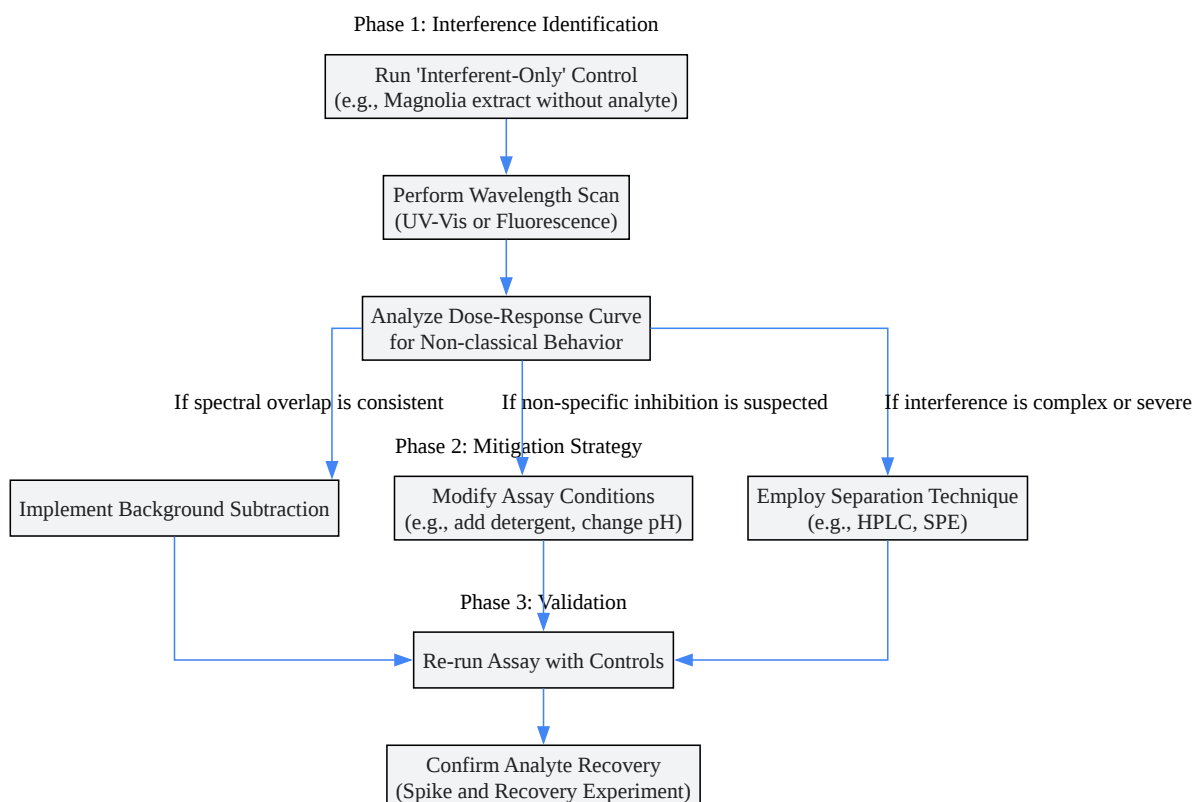 Phase 1: Interference Identification
Run 'Interferent-Only' Control
(e.g., Magnolia extract without analyte)
Perform Wavelength Scan
(UV-Vis or Fluorescence)
Analyze Dose-Response Curve
for Non-classical Behavior
If spectral overlap is consistent
If non-specific inhibition is suspected
If interference is complex or severe
Phase 2: Mitigation Strategy
Implement Background Subtraction
Modify Assay Conditions
(e.g., add detergent, change pH)
Employ Separation Technique
(e.g., HPLC, SPE)
Phase 3: Validation
Re-run Assay with Controls
Confirm Analyte Recovery
(Spike and Recovery Experiment)